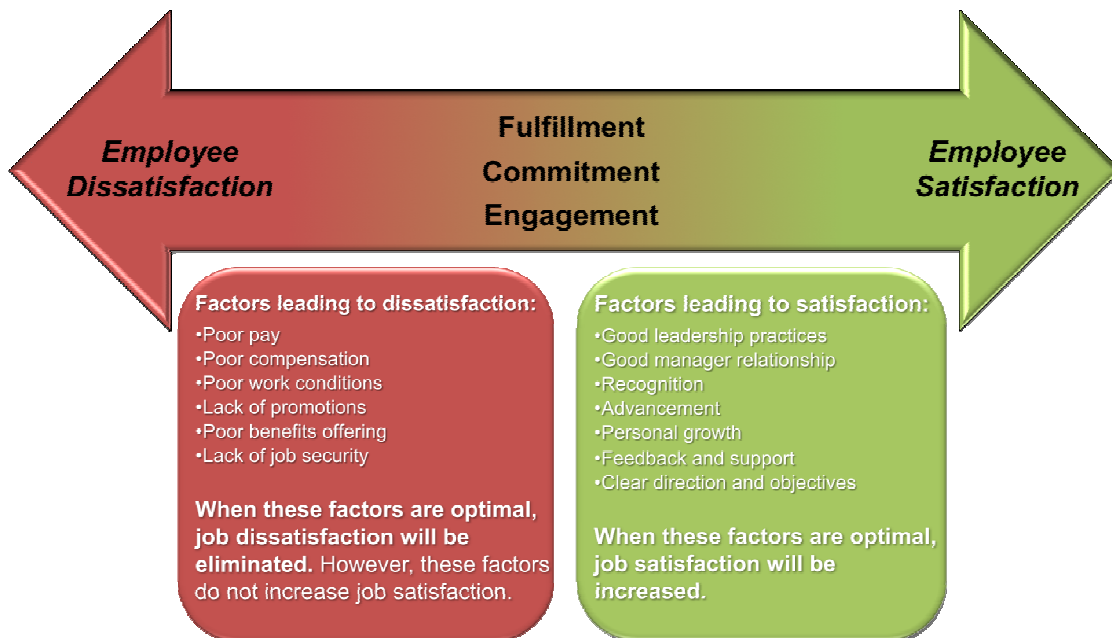 Employee
Dissatisfaction
Fulfillment
Commitment
Engagement
Employee
Satisfaction
Factors leading to dissatisfaction:
•Poor pay
•Poor compensation
•Poor work conditions
•Lack of promotions
•Poor benefits offering
•Lack of job security
When these factors are optimal,
job dissatisfaction will be
eliminated. However, these factors
do not increase job satisfaction.
Factors leading to satisfaction:
•Good leadership practices
•Good manager relationship
•Recognition
•Advancement
•Personal growth
•Feedback and support
•Clear direction and objectives
When these factors are optimal,
job satisfaction will be
increased.